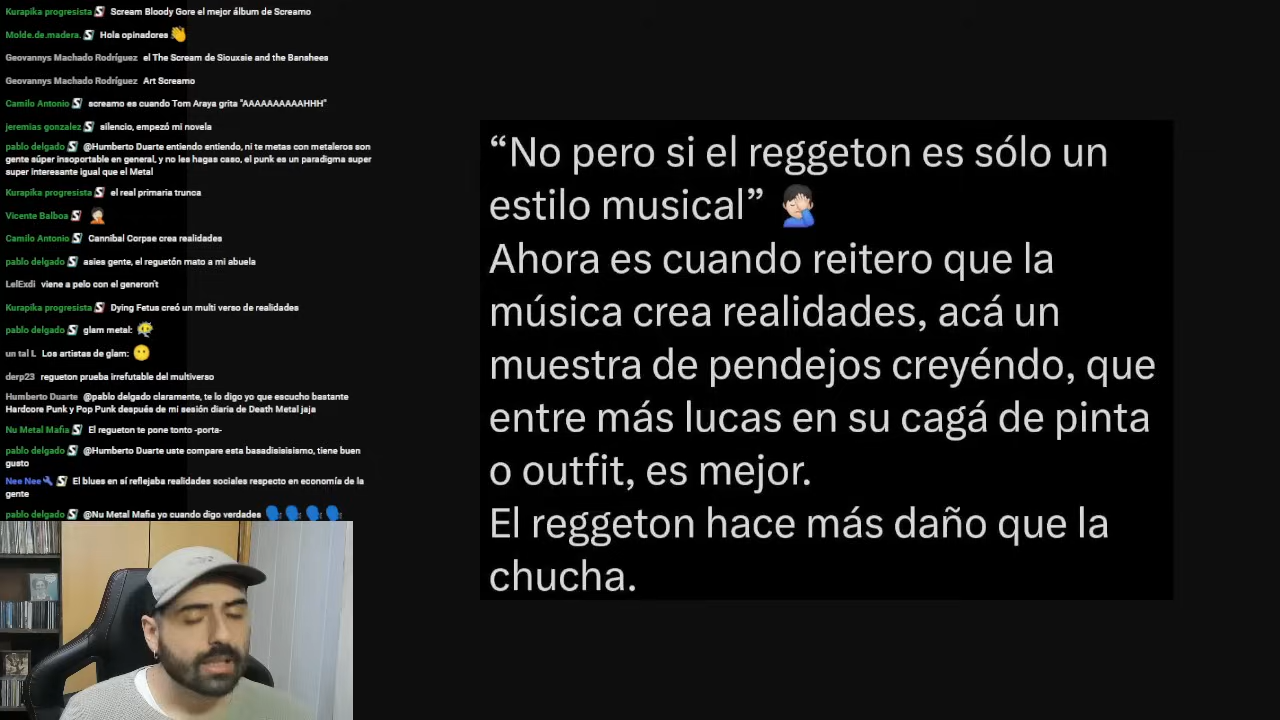 Kurapika progresista Scream Bloody Gore el mejor álbum de Screamo
Molde.de.madera. Hola opinadores
Geovannys Machado Rodríguez el The Scream de Siouxsie and the Banshees
Geovannys Machado Rodríguez Art Screamo
Camilo Antonio screamo es cuando Tom Araya grita "AAAAAAAAAAHHH"
jeremias gonzalez silencio, empezó mi novela
pablo delgado @Humberto Duarte entiendo entiendo, ni te metas con metaleros son
gente súper insoportable en general, y no les hagas caso, el punk es un paradigma super
super interesante igual que el Metal
Kurapika progresista el real primaria trunca
Vicente Balboa
Camilo Antonio Cannibal Corpse crea realidades
pablo delgado asies gente, el reguetón mato a mi abuela
LelExdi viene a pelo con el generon't
Kurapika progresista Dying Fetus creó un multi verso de realidades
pablo delgado glam metal:
un tal L Los artistas de glam:
derp23 regueton prueba irrefutable del multiverso
Humberto Duarte @pablo delgado claramente, te lo digo yo que escucho bastante
Hardcore Punk y Pop Punk después de mi sesión diaria de Death Metal jaja
Nu Metal Mafia El regueton te pone tonto -porta-
pablo delgado @Humberto Duarte uste compare esta basadisisisismo, tiene buen
gusto
Nee Nee El blues en sí reflejaba realidades sociales respecto en economía de la
gente
pablo delgado @Nu Metal Mafia yo cuando digo verdades
“No pero si el reggeton es sólo un
estilo musical”
Ahora es cuando reitero que la
música crea realidades, acá un
muestra de pendejos creyéndo, que
entre más lucas en su cagá de pinta
o outfit, es mejor.
El reggeton hace más daño que la
chucha.